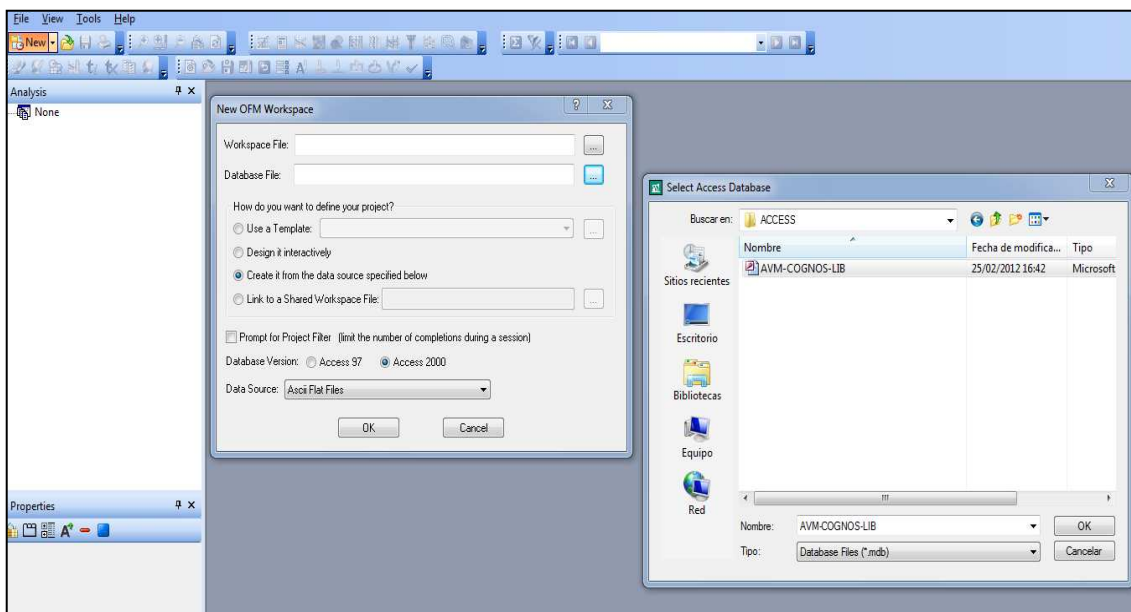 File View Tools Help
New
Analysis
None
New OFM Workspace
Workspace File:
...
Database File:
...
How do you want to define your project?
Use a Template:
...
Design it interactively
Create it from the data source specified below
Link to a Shared Workspace File:
...
Prompt for Project Filter (limit the number of completions during a session)
Database Version: Access 97 Access 2000
Data Source: Ascii Flat Files
OK Cancel
Select Access Database
Buscar en: ACCESS
Nombre Fecha de modifica... Tipo
AVM-COGNOS-LIB 25/02/2012 16:42 Microsoft
Sitios recientes
Escritorio
Bibliotecas
Equipo
Red
Nombre: AVM-COGNOS-LIB OK
Tipo: Database Files (*.mdb) Cancelar
Properties